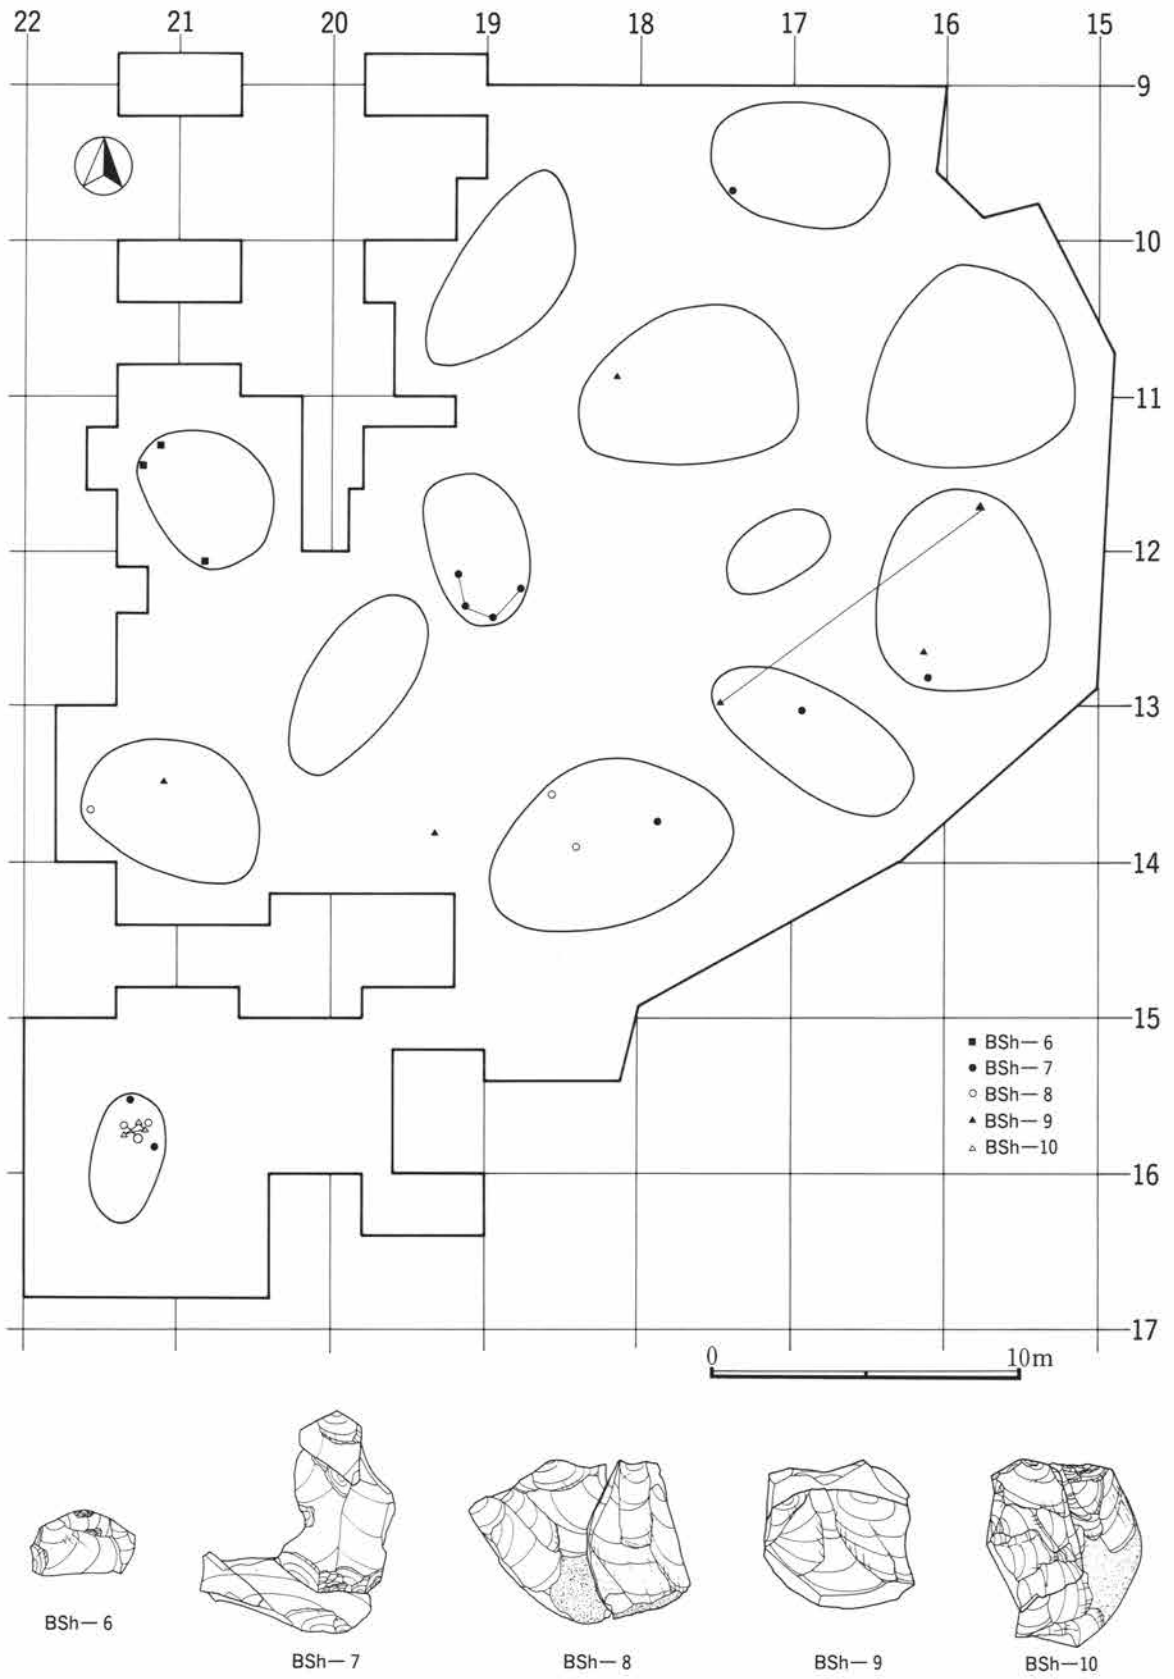 22 21 20 19 18 17 16 15
9
10
11
12
13
14
15
16
17
■ BSh—6
● BSh—7
○ BSh—8
▲ BSh—9
△ BSh—10
0 10m
BSh—6
BSh—7
BSh—8
BSh—9
BSh—10